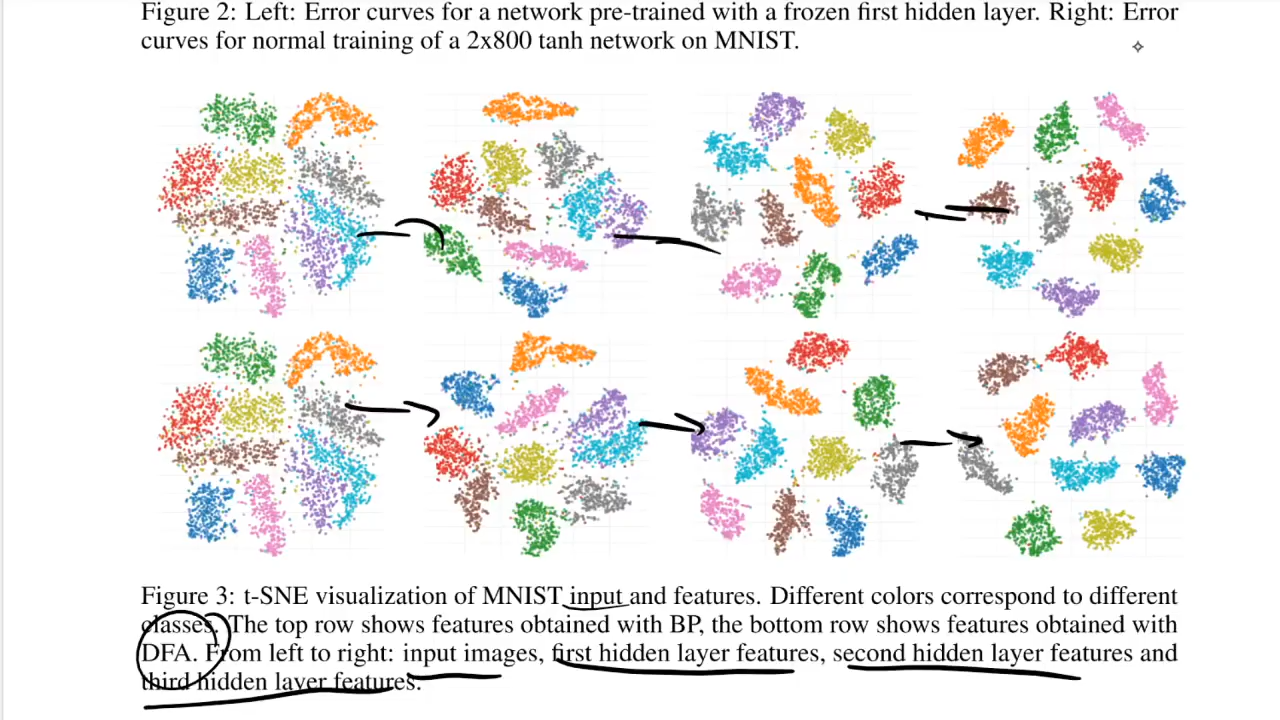 Figure 2: Left: Error curves for a network pre-trained with a frozen first hidden layer. Right: Error
curves for normal training of a 2x800 tanh network on MNIST.
Figure 3: t-SNE visualization of MNIST input and features. Different colors correspond to different
classes. The top row shows features obtained with BP, the bottom row shows features obtained with
DFA. From left to right: input images, first hidden layer features, second hidden layer features and
third hidden layer features.